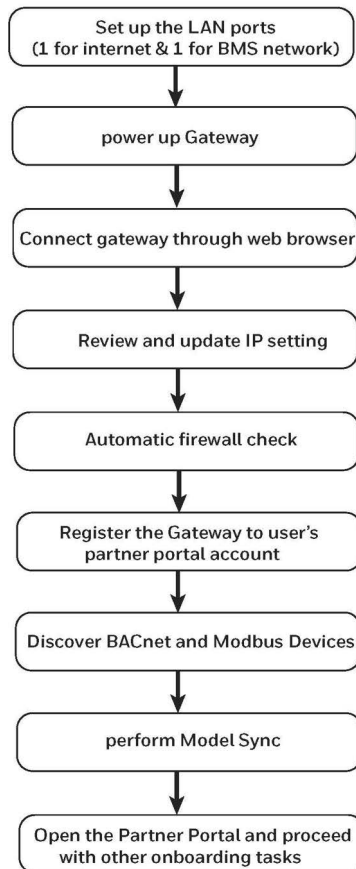 Set up the LAN ports
(1 for internet & 1 for BMS network)
power up Gateway
Connect gateway through web browser
Review and update IP setting
Automatic firewall check
Register the Gateway to user's
partner portal account
Discover BACnet and Modbus Devices
perform Model Sync
Open the Partner Portal and proceed
with other onboarding tasks